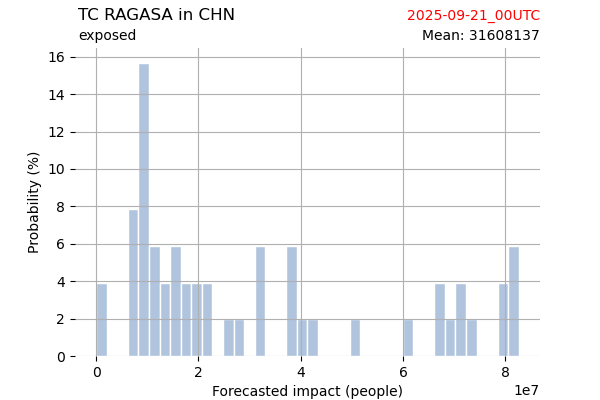 TC RAGASA in CHN
2025-09-21_00UTC
exposed
Mean: 31608137
16
14
12
10
8
6
4
2
0
Probability (%)
0 2 4 6 8
1e7
Forecasted impact (people)